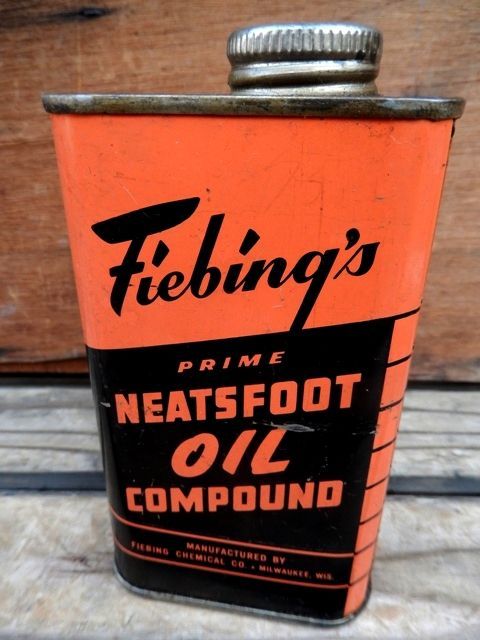 Fiebing's
PRIME
NEATSFOOT
OIL
COMPOUND
MANUFACTURED BY
FIEBING CHEMICAL CO. • MILWAUKEE, WIS.